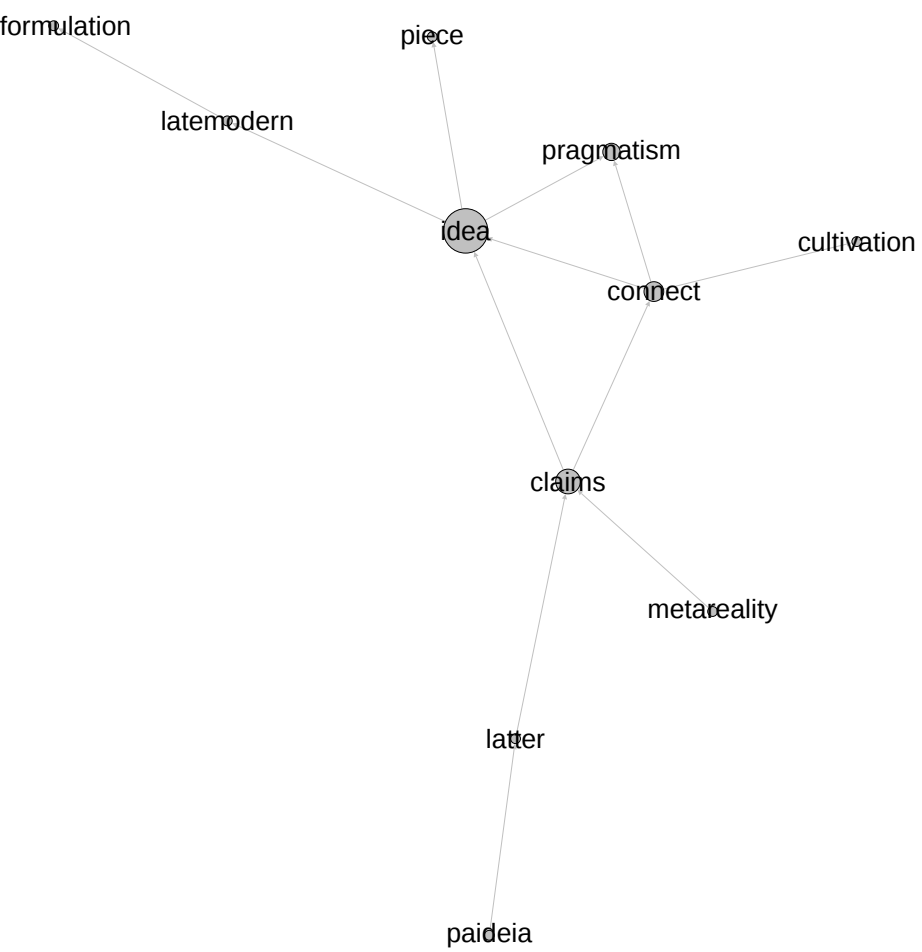 formulation
piece
latemodern
pragmatism
idea
cultivation
connect
claims
metareality
latter
paideia